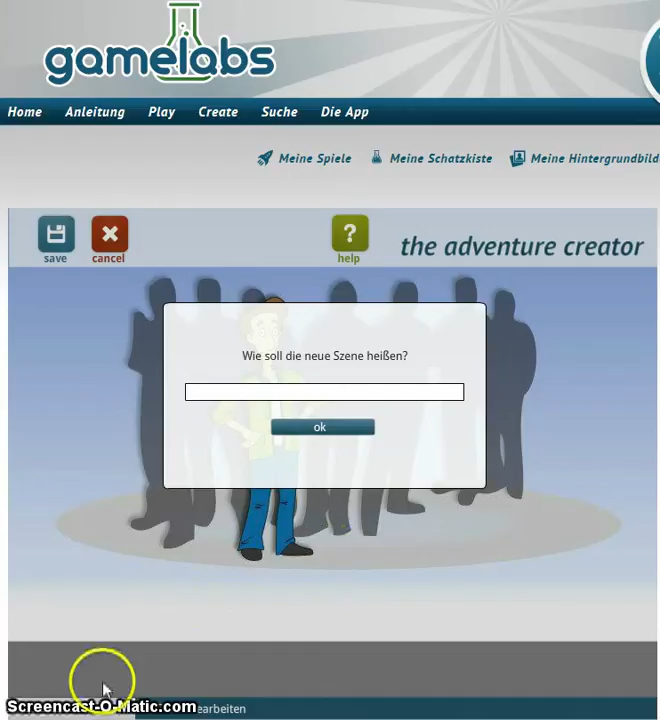 gamelabs
Home Anleitung Play Create Suche Die App
Meine Spiele Meine Schatzkiste Meine Hintergrundbild
save cancel ? help the adventure creator
Wie soll die neue Szene heißen?
ok
Screencast-O-Matic.com earbeiten